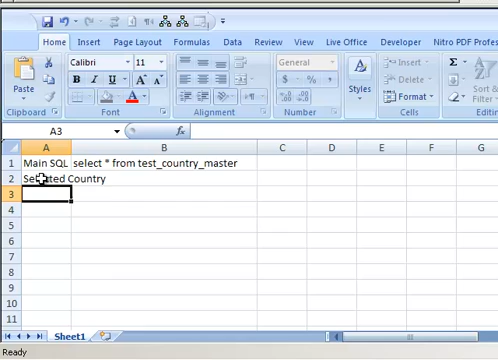 Home Insert Page Layout Formulas Data Review View Live Office Developer Nitro PDF Profes
Calibri 11 General Insert Σ
Paste B I U A A $ % , Styles Delete
A Format
Clipboard Font Alignment Number Cells
A3 fx
A B C D E F G
1 Main SQL select * from test_country_master
2 Selected Country
3
4
5
6
7
8
9
10
11
Sheet1
Ready